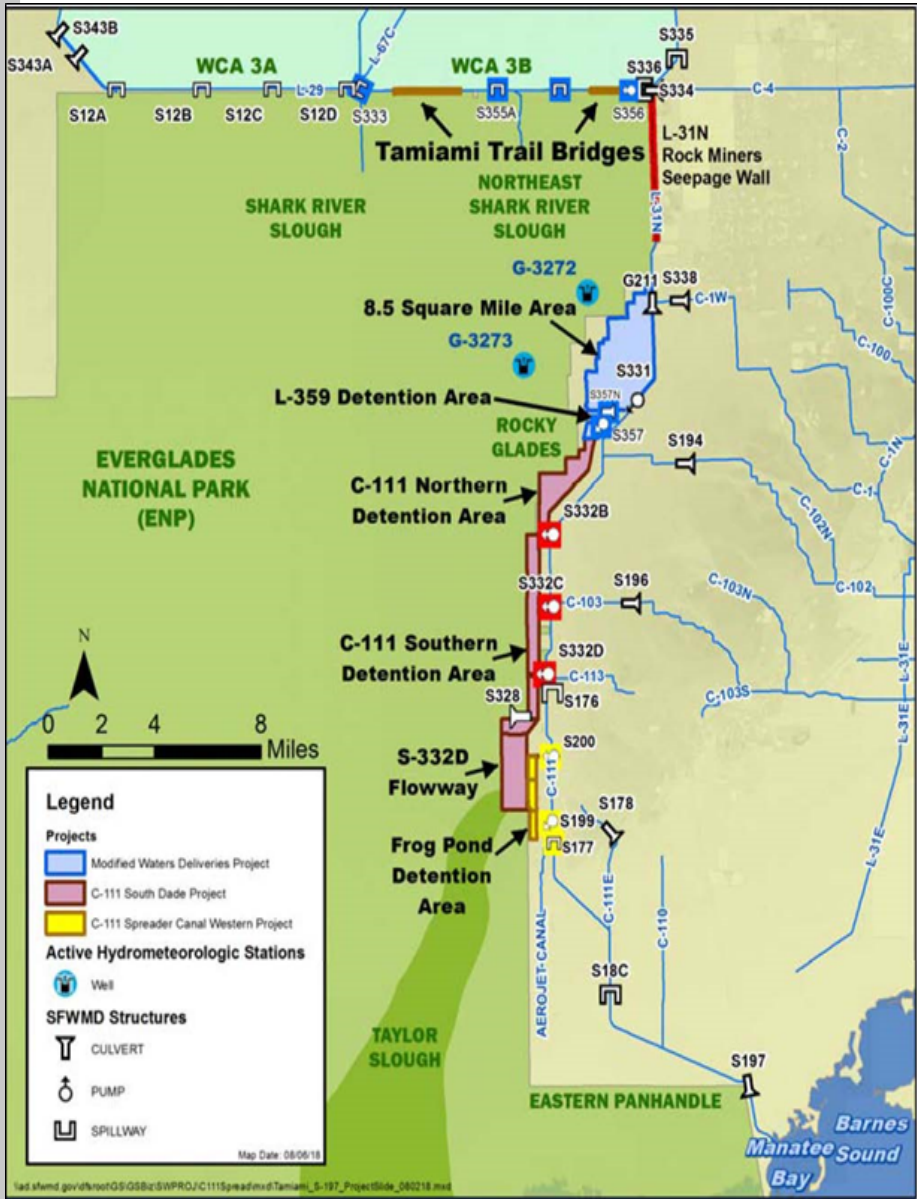 S343B
S343A
L-67C
S335
WCA 3A
WCA 3B
S336
S334
L-29
C-4
S12A
S12B
S12C
S12D
S333
S355A
S356
C-2
Tamiami Trail Bridges
L-31N
Rock Miners
Seepage Wall
NORTHEAST
SHARK RIVER
SLOUGH
SHARK RIVER
SLOUGH
L-31N
G-3272
G211
S338
C-1W
C-100C
8.5 Square Mile Area
G-3273
C-100
S331
L-359 Detention Area
S357N
S357
ROCKY
GLADES
S194
C-1N
EVERGLADES
NATIONAL PARK
(ENP)
C-111 Northern
Detention Area
C-1
C-102N
S332B
S332C
S196
C-103N
C-102
C-103
C-111 Southern
Detention Area
S332D
C-113
L-31E
N
S176
C-103S
S328
0 2 4 8
Miles
S200
L-31E
S-332D
Flowway
C-111
S199
S178
S177
L-31E
Frog Pond
Detention
Area
C-111E
C-110
AEROJET-CANAL
S18C
TAYLOR
SLOUGH
S197
EASTERN PANHANDLE
Barnes
Sound
Manatee
Bay
Legend
Projects
Modified Waters Deliveries Project
C-111 South Dade Project
C-111 Spreader Canal Western Project
Active Hydrometeorologic Stations
Well
SFWMD Structures
CULVERT
PUMP
SPILLWAY
Map Date: 08/06/18